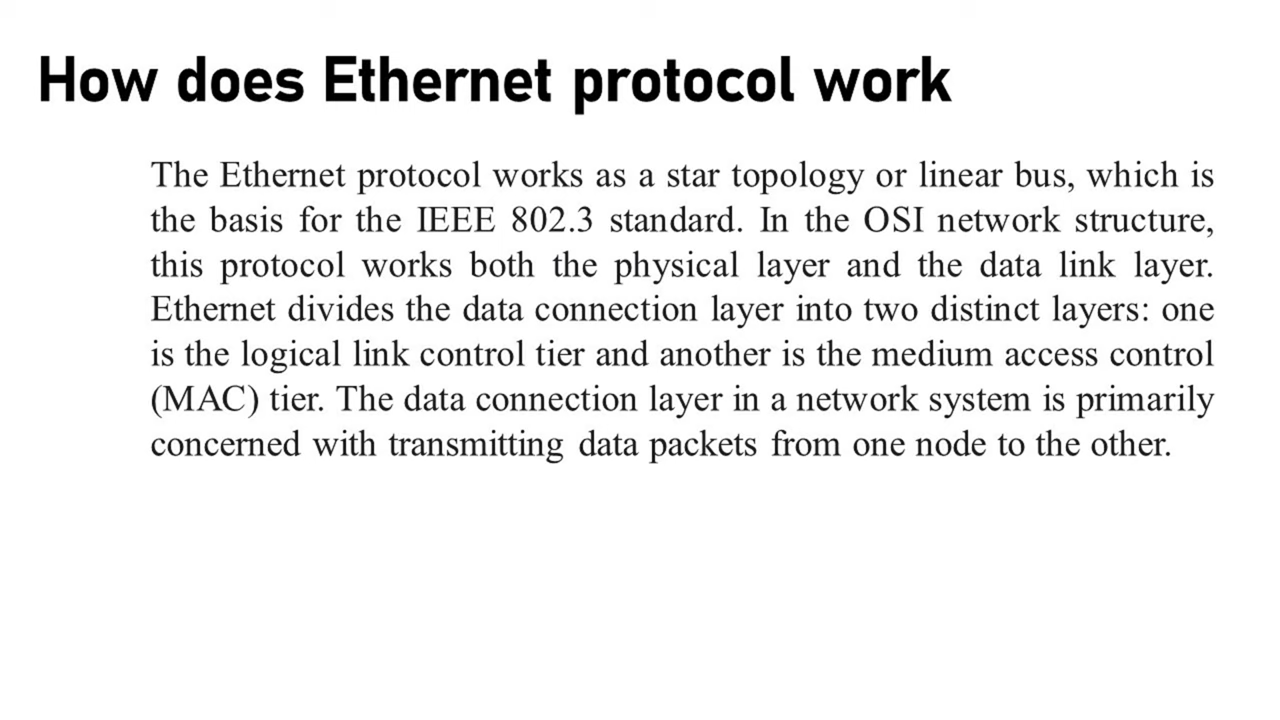 How does Ethernet protocol work
The Ethernet protocol works as a star topology or linear bus, which is
the basis for the IEEE 802.3 standard. In the OSI network structure,
this protocol works both the physical layer and the data link layer.
Ethernet divides the data connection layer into two distinct layers: one
is the logical link control tier and another is the medium access control
(MAC) tier. The data connection layer in a network system is primarily
concerned with transmitting data packets from one node to the other.